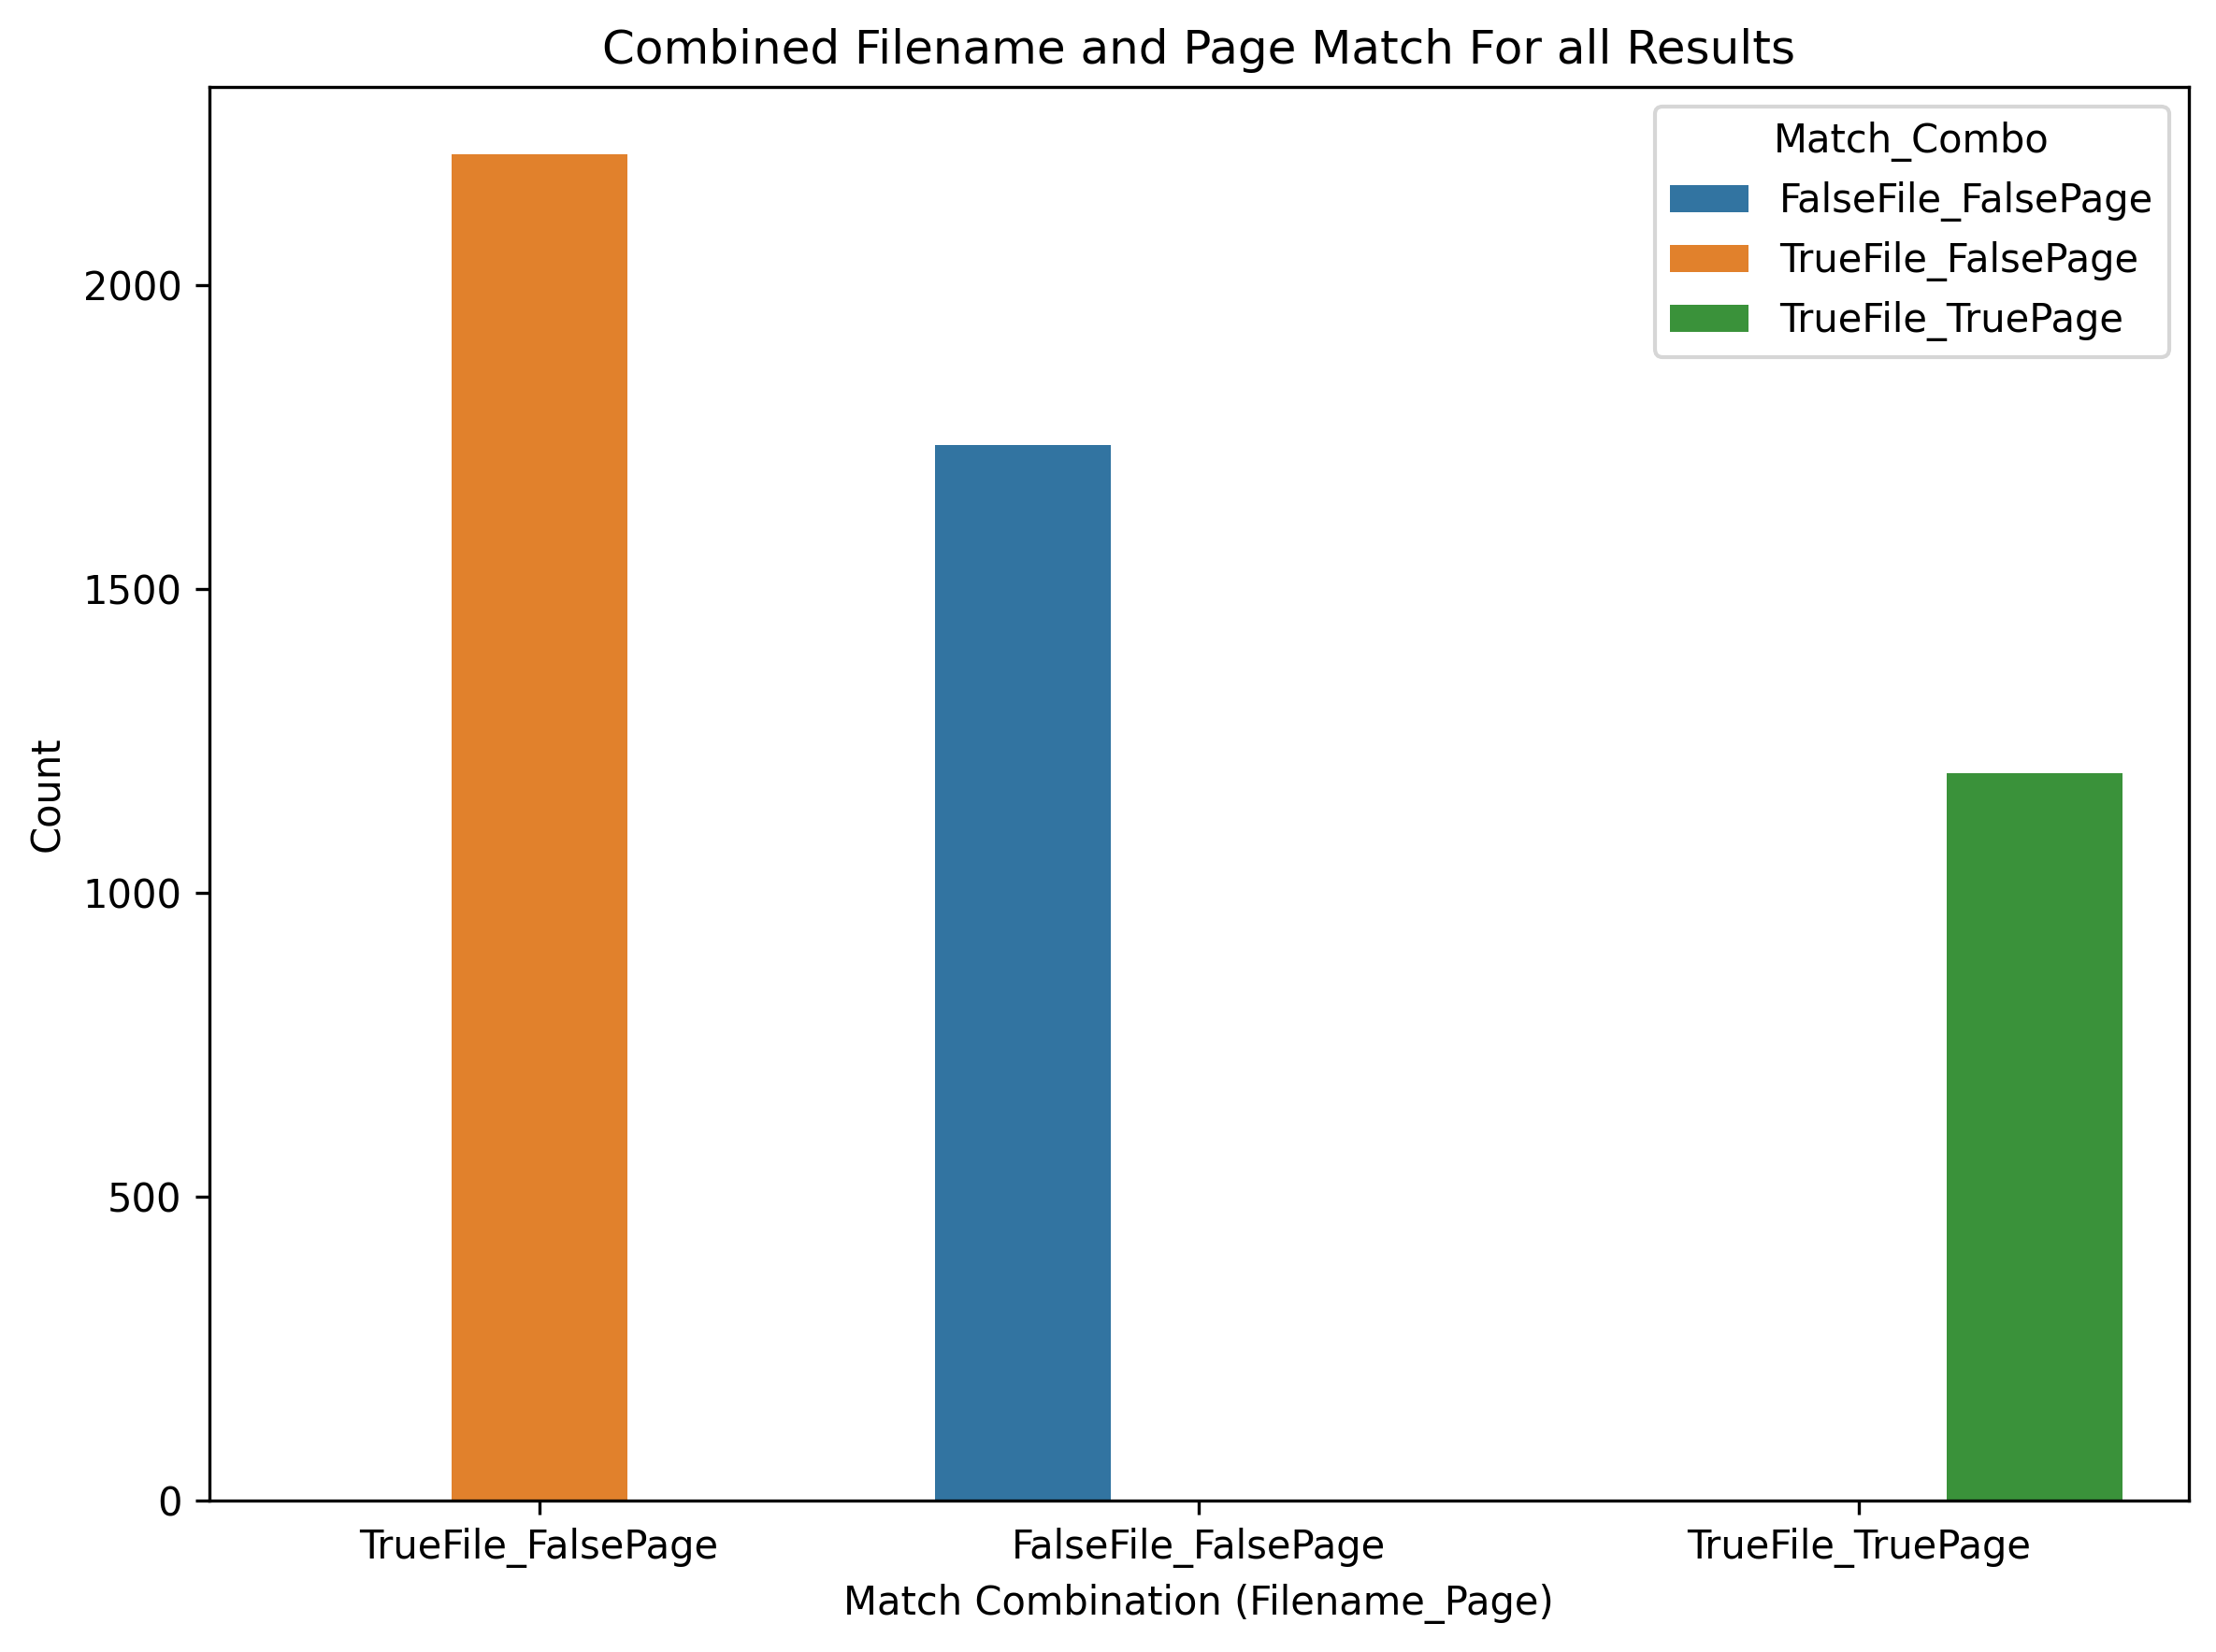 Combined Filename and Page Match For all Results
Match_Combo
FalseFile_FalsePage
TrueFile_FalsePage
TrueFile_TruePage
Count
2000
1500
1000
500
0
TrueFile_FalsePage FalseFile_FalsePage TrueFile_TruePage
Match Combination (Filename_Page)